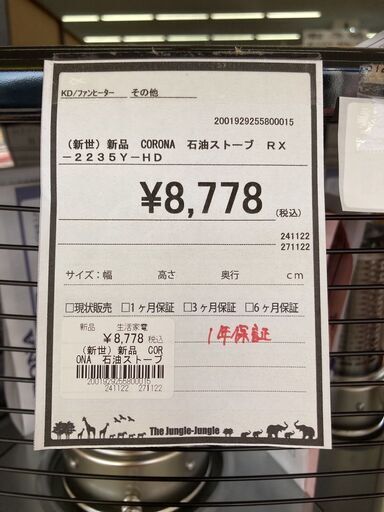 KD/ファンヒーター　その他
2001929255800015
（新世）新品　CORONA　石油ストーブ　RX
－2235Y－HD
¥8,778 (税込)
241122
271122
サイズ：幅　高さ　奥行　cm
□現状販売　□1ヶ月保証　□3ヶ月保証　□6ヶ月保証
1年保証
新品　生活家電
¥8,778 税込
（新世）新品　COR
ONA　石油ストーブ
2001929255800015
241122　271122
The Jungle-Jungle